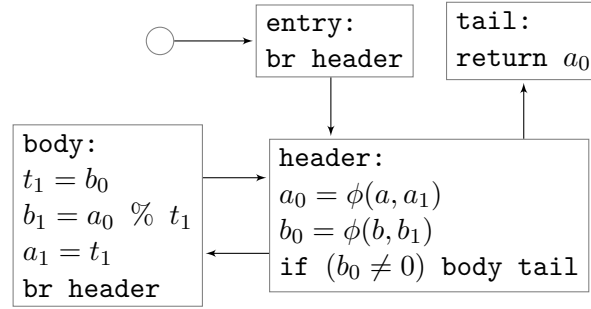 entry:
br header
tail:
return a₀
body:
t₁ = b₀
b₁ = a₀ % t₁
a₁ = t₁
br header
header:
a₀ = ϕ(a, a₁)
b₀ = ϕ(b, b₁)
if (b₀ ≠ 0) body tail